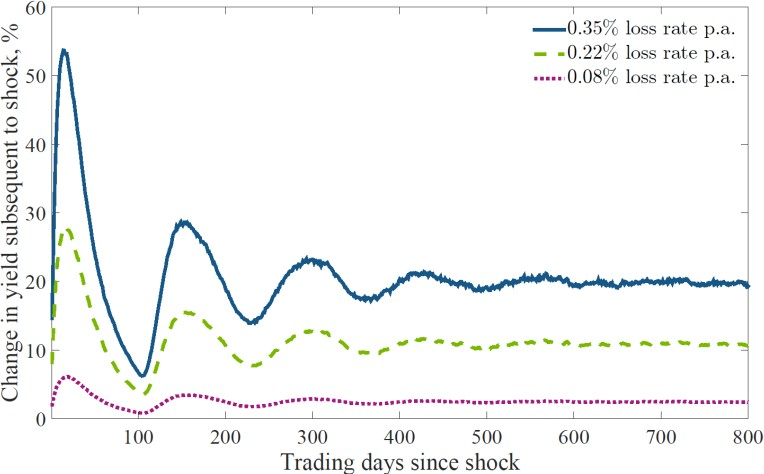 Change in yield subsequent to shock, %
60
50
40
30
20
10
0
0.35% loss rate p.a.
0.22% loss rate p.a.
0.08% loss rate p.a.
100 200 300 400 500 600 700 800
Trading days since shock